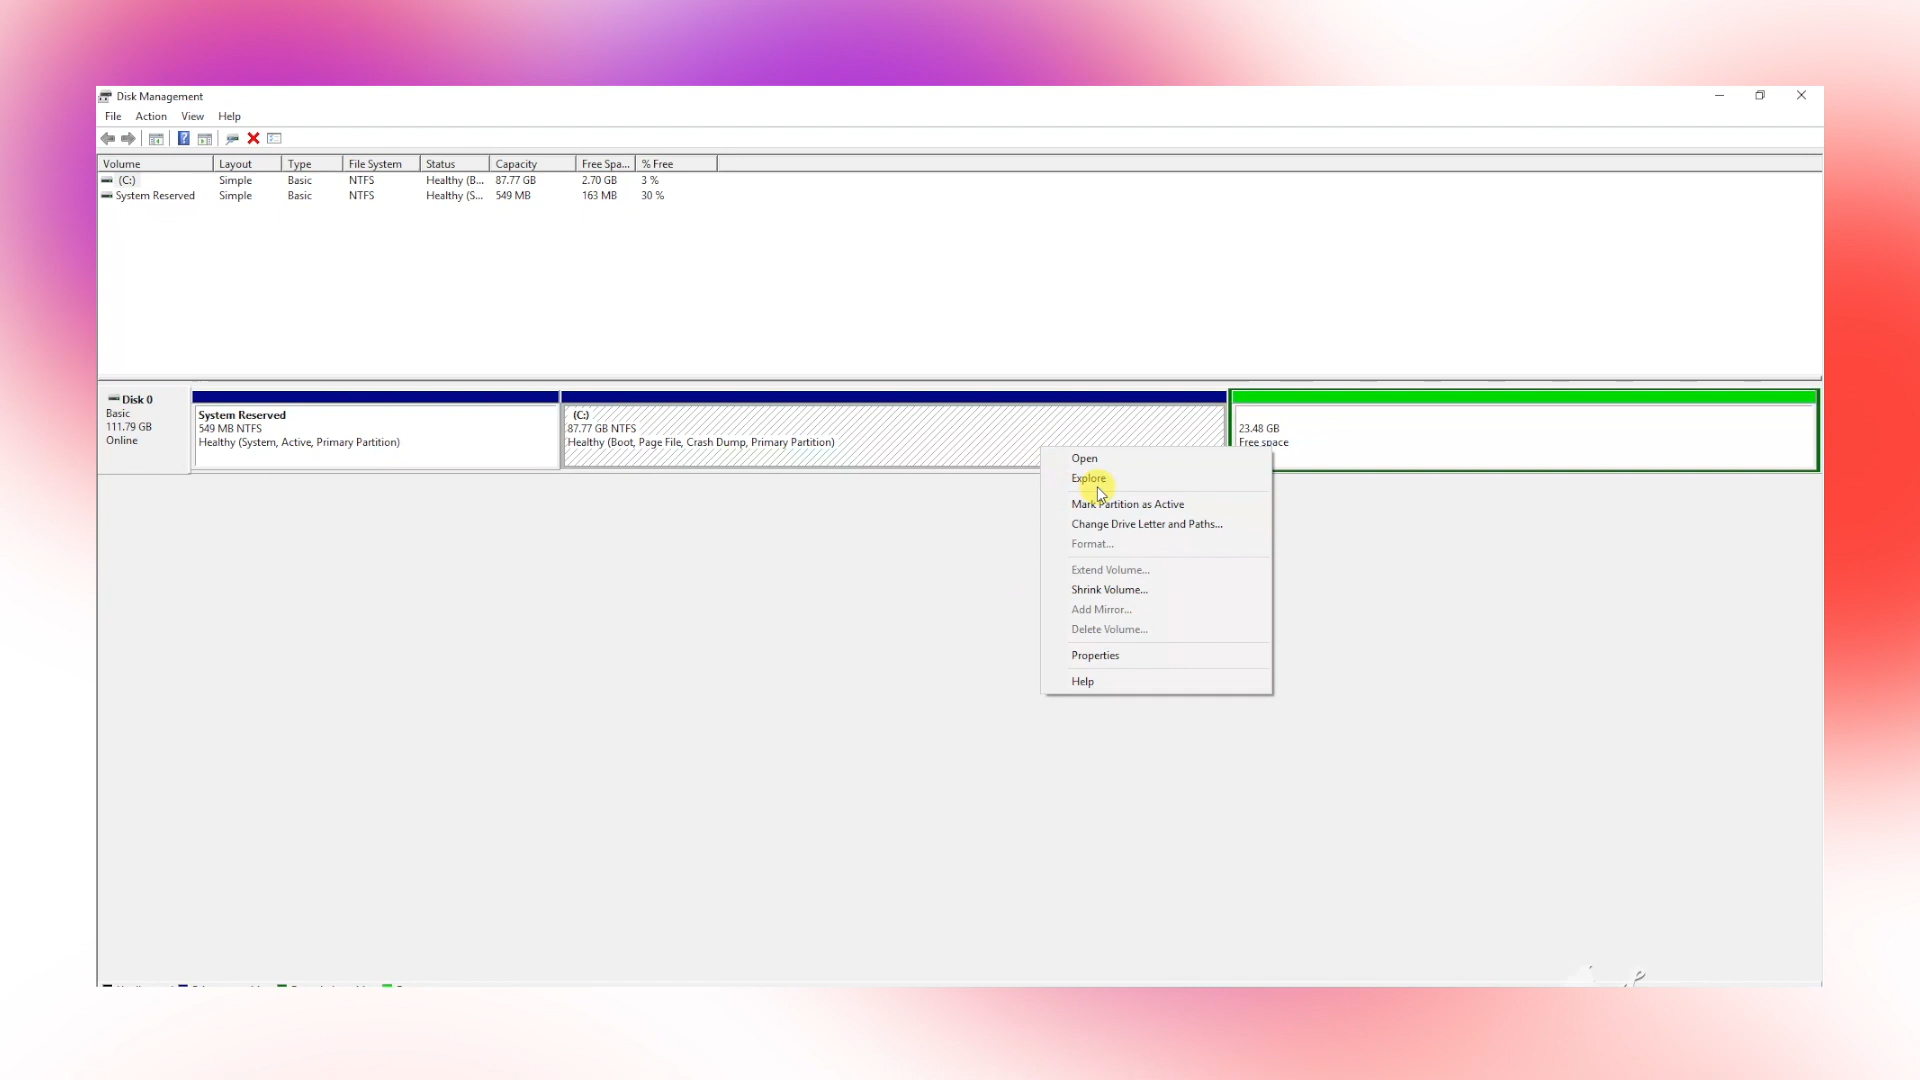 Disk Management
File Action View Help
Volume Layout Type File System Status Capacity Free Spa... % Free
(C:) Simple Basic NTFS Healthy (B... 87.77 GB 2.70 GB 3 %
System Reserved Simple Basic NTFS Healthy (S... 549 MB 163 MB 30 %
Disk 0
Basic
111.79 GB
Online
System Reserved
549 MB NTFS
Healthy (System, Active, Primary Partition)
(C:)
87.77 GB NTFS
Healthy (Boot, Page File, Crash Dump, Primary Partition)
23.48 GB
Free space
Open
Explore
Mark Partition as Active
Change Drive Letter and Paths...
Format...
Extend Volume...
Shrink Volume...
Add Mirror...
Delete Volume...
Properties
Help